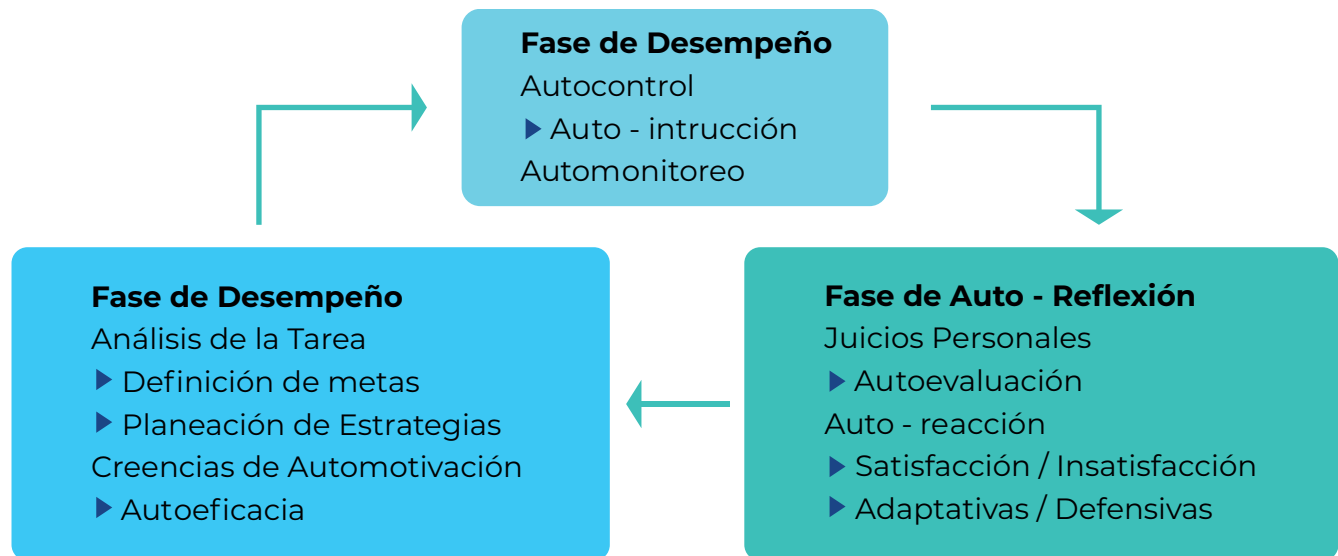 Fase de Desempeño
Autocontrol
Auto - intrucción
Automonitoreo
Fase de Desempeño
Análisis de la Tarea
Definición de metas
Planeación de Estrategias
Creencias de Automotivación
Autoeficacia
Fase de Auto - Reflexión
Juicios Personales
Autoevaluación
Auto - reacción
Satisfacción / Insatisfacción
Adaptativas / Defensivas